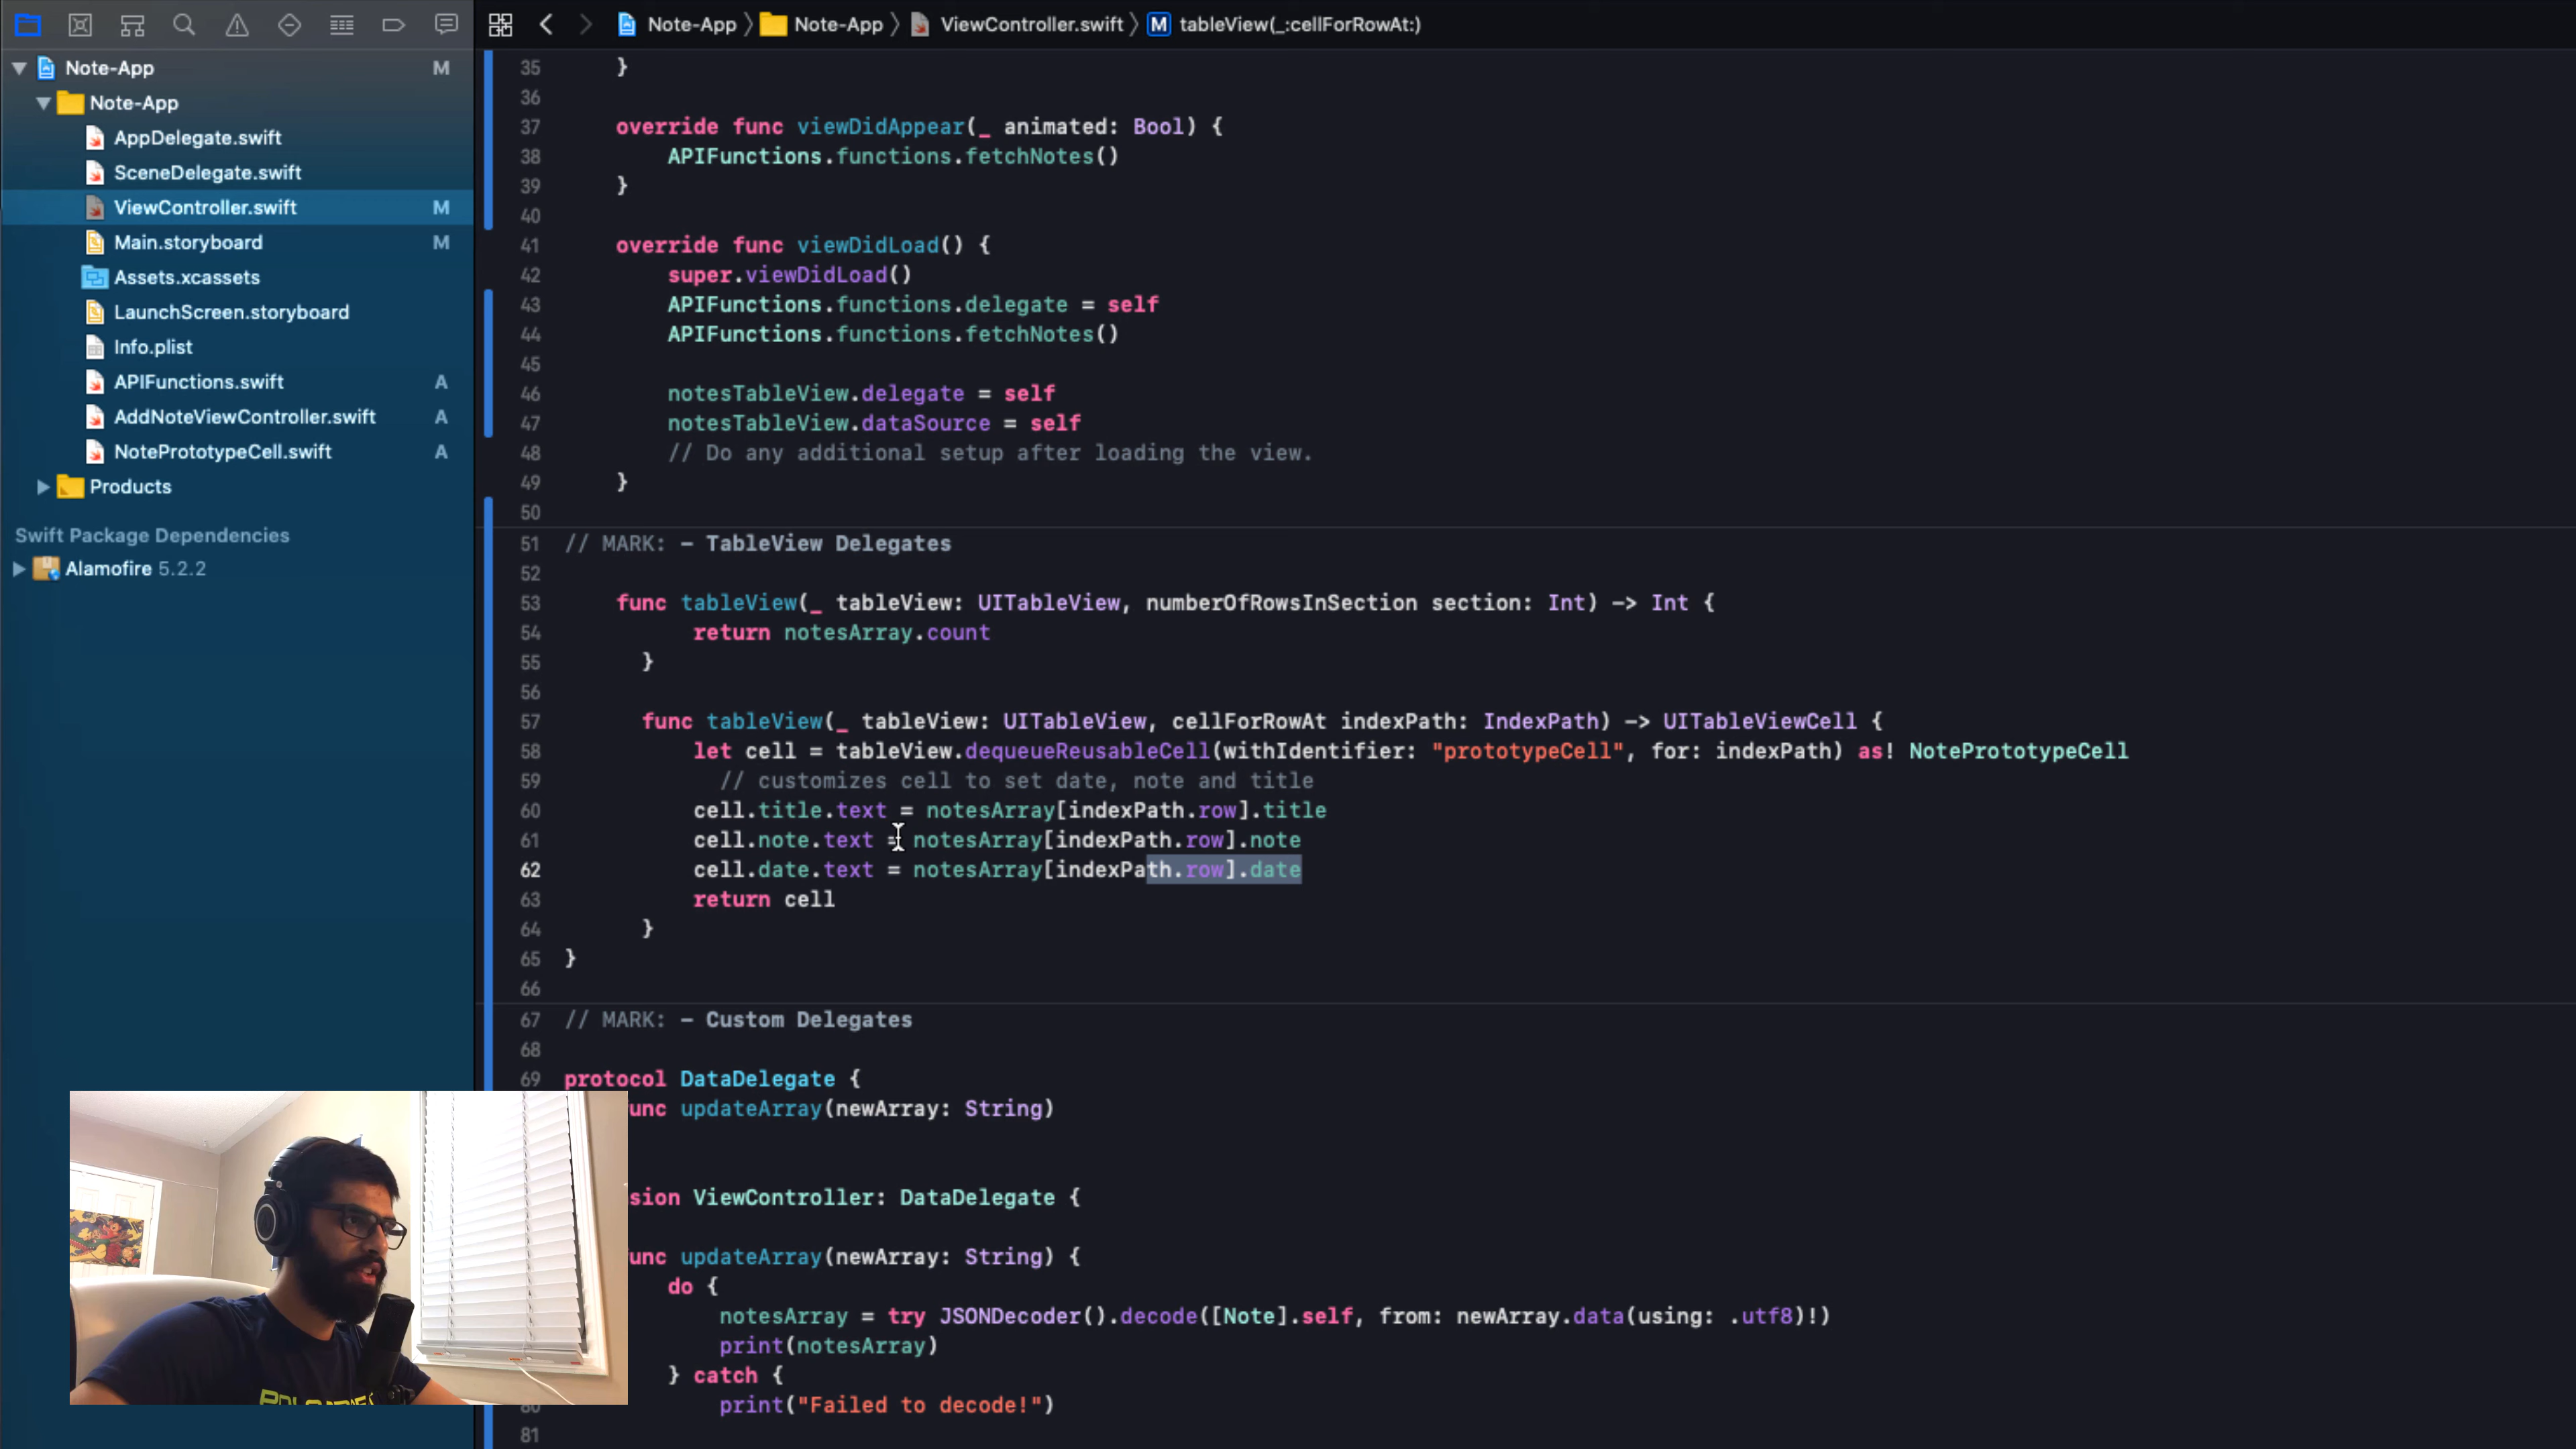 Note-App M
Note-App
AppDelegate.swift
SceneDelegate.swift
ViewController.swift M
Main.storyboard M
Assets.xcassets
LaunchScreen.storyboard
Info.plist
APIFunctions.swift A
AddNoteViewController.swift A
NotePrototypeCell.swift A
Products
Swift Package Dependencies
Alamofire 5.2.2
Note-App Note-App ViewController.swift M tableView(_:cellForRowAt:)
35 }
36
37 override func viewDidAppear(_ animated: Bool) {
38 APIFunctions.functions.fetchNotes()
39 }
40
41 override func viewDidLoad() {
42 super.viewDidLoad()
43 APIFunctions.functions.delegate = self
44 APIFunctions.functions.fetchNotes()
45
46 notesTableView.delegate = self
47 notesTableView.dataSource = self
48 // Do any additional setup after loading the view.
49 }
50
51 // MARK: - TableView Delegates
52
53 func tableView(_ tableView: UITableView, numberOfRowsInSection section: Int) -> Int {
54 return notesArray.count
55 }
56
57 func tableView(_ tableView: UITableView, cellForRowAt indexPath: IndexPath) -> UITableViewCell {
58 let cell = tableView.dequeueReusableCell(withIdentifier: "prototypeCell", for: indexPath) as! NotePrototypeCell
59 // customizes cell to set date, note and title
60 cell.title.text = notesArray[indexPath.row].title
61 cell.note.text = notesArray[indexPath.row].note
62 cell.date.text = notesArray[indexPath.row].date
63 return cell
64 }
65 }
66
67 // MARK: - Custom Delegates
68
69 protocol DataDelegate {
unc updateArray(newArray: String)
sion ViewController: DataDelegate {
unc updateArray(newArray: String) {
do {
notesArray = try JSONDecoder().decode([Note].self, from: newArray.data(using: .utf8)!)
print(notesArray)
} catch {
print("Failed to decode!")
81